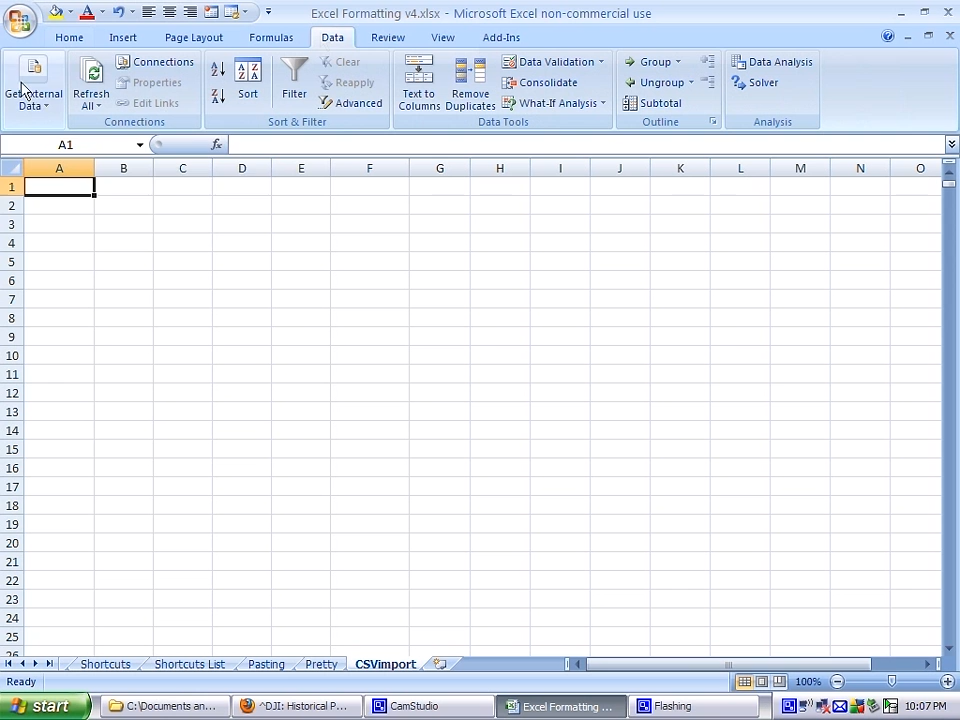 Excel Formatting v4.xlsx - Microsoft Excel non-commercial use
Home Insert Page Layout Formulas Data Review View Add-Ins
Get External Data
Refresh All
Connections
Properties
Edit Links
Connections
Sort
Filter
Clear
Reapply
Advanced
Sort & Filter
Text to Columns
Remove Duplicates
Data Validation
Consolidate
What-If Analysis
Data Tools
Group
Ungroup
Subtotal
Outline
Data Analysis
Solver
Analysis
A1 fx
A B C D E F G H I J K L M N O
1
2
3
4
5
6
7
8
9
10
11
12
13
14
15
16
17
18
19
20
21
22
23
24
25
26
Shortcuts Shortcuts List Pasting Pretty CSVimport
Ready 100%
start C:\Documents an... ^DJI: Historical P... CamStudio Excel Formatting ... Flashing 10:07 PM